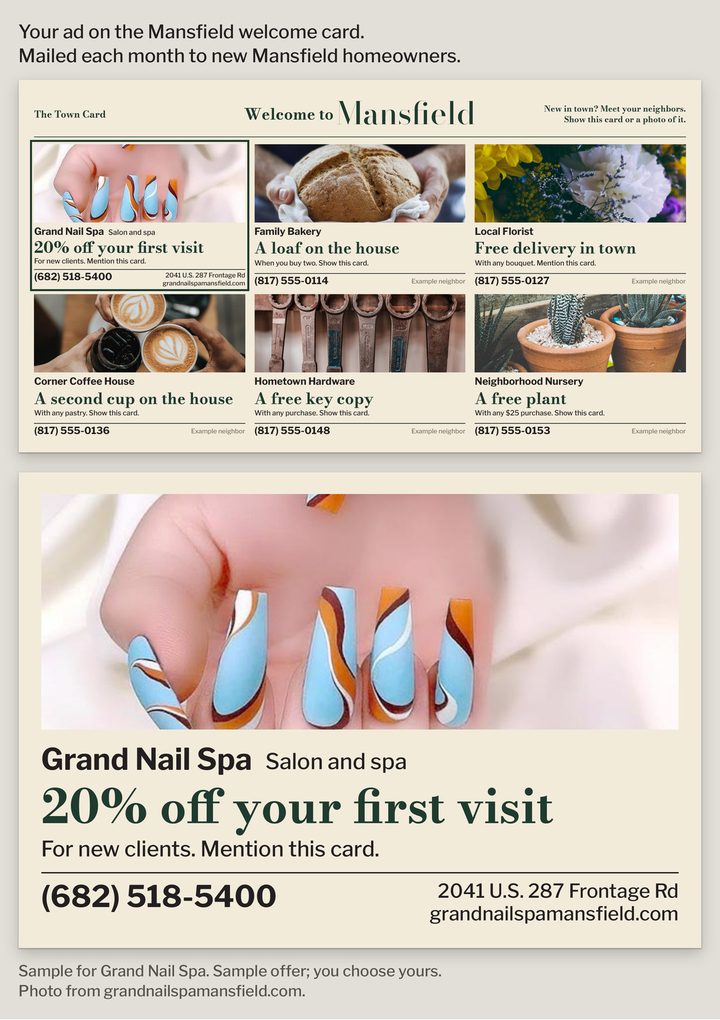 Your ad on the Mansfield welcome card.
Mailed each month to new Mansfield homeowners.
The Town Card
Welcome to Mansfield
New in town? Meet your neighbors.
Show this card or a photo of it.
Grand Nail Spa Salon and spa
20% off your first visit
For new clients. Mention this card.
(682) 518-5400
2041 U.S. 287 Frontage Rd
grandnailspamansfield.com
Family Bakery
A loaf on the house
When you buy two. Show this card.
(817) 555-0114
Example neighbor
Local Florist
Free delivery in town
With any bouquet. Mention this card.
(817) 555-0127
Example neighbor
Corner Coffee House
A second cup on the house
With any pastry. Show this card.
(817) 555-0136
Example neighbor
Hometown Hardware
A free key copy
With any purchase. Show this card.
(817) 555-0148
Example neighbor
Neighborhood Nursery
A free plant
With any $25 purchase. Show this card.
(817) 555-0153
Example neighbor
Grand Nail Spa Salon and spa
20% off your first visit
For new clients. Mention this card.
(682) 518-5400
2041 U.S. 287 Frontage Rd
grandnailspamansfield.com
Sample for Grand Nail Spa. Sample offer; you choose yours.
Photo from grandnailspamansfield.com.